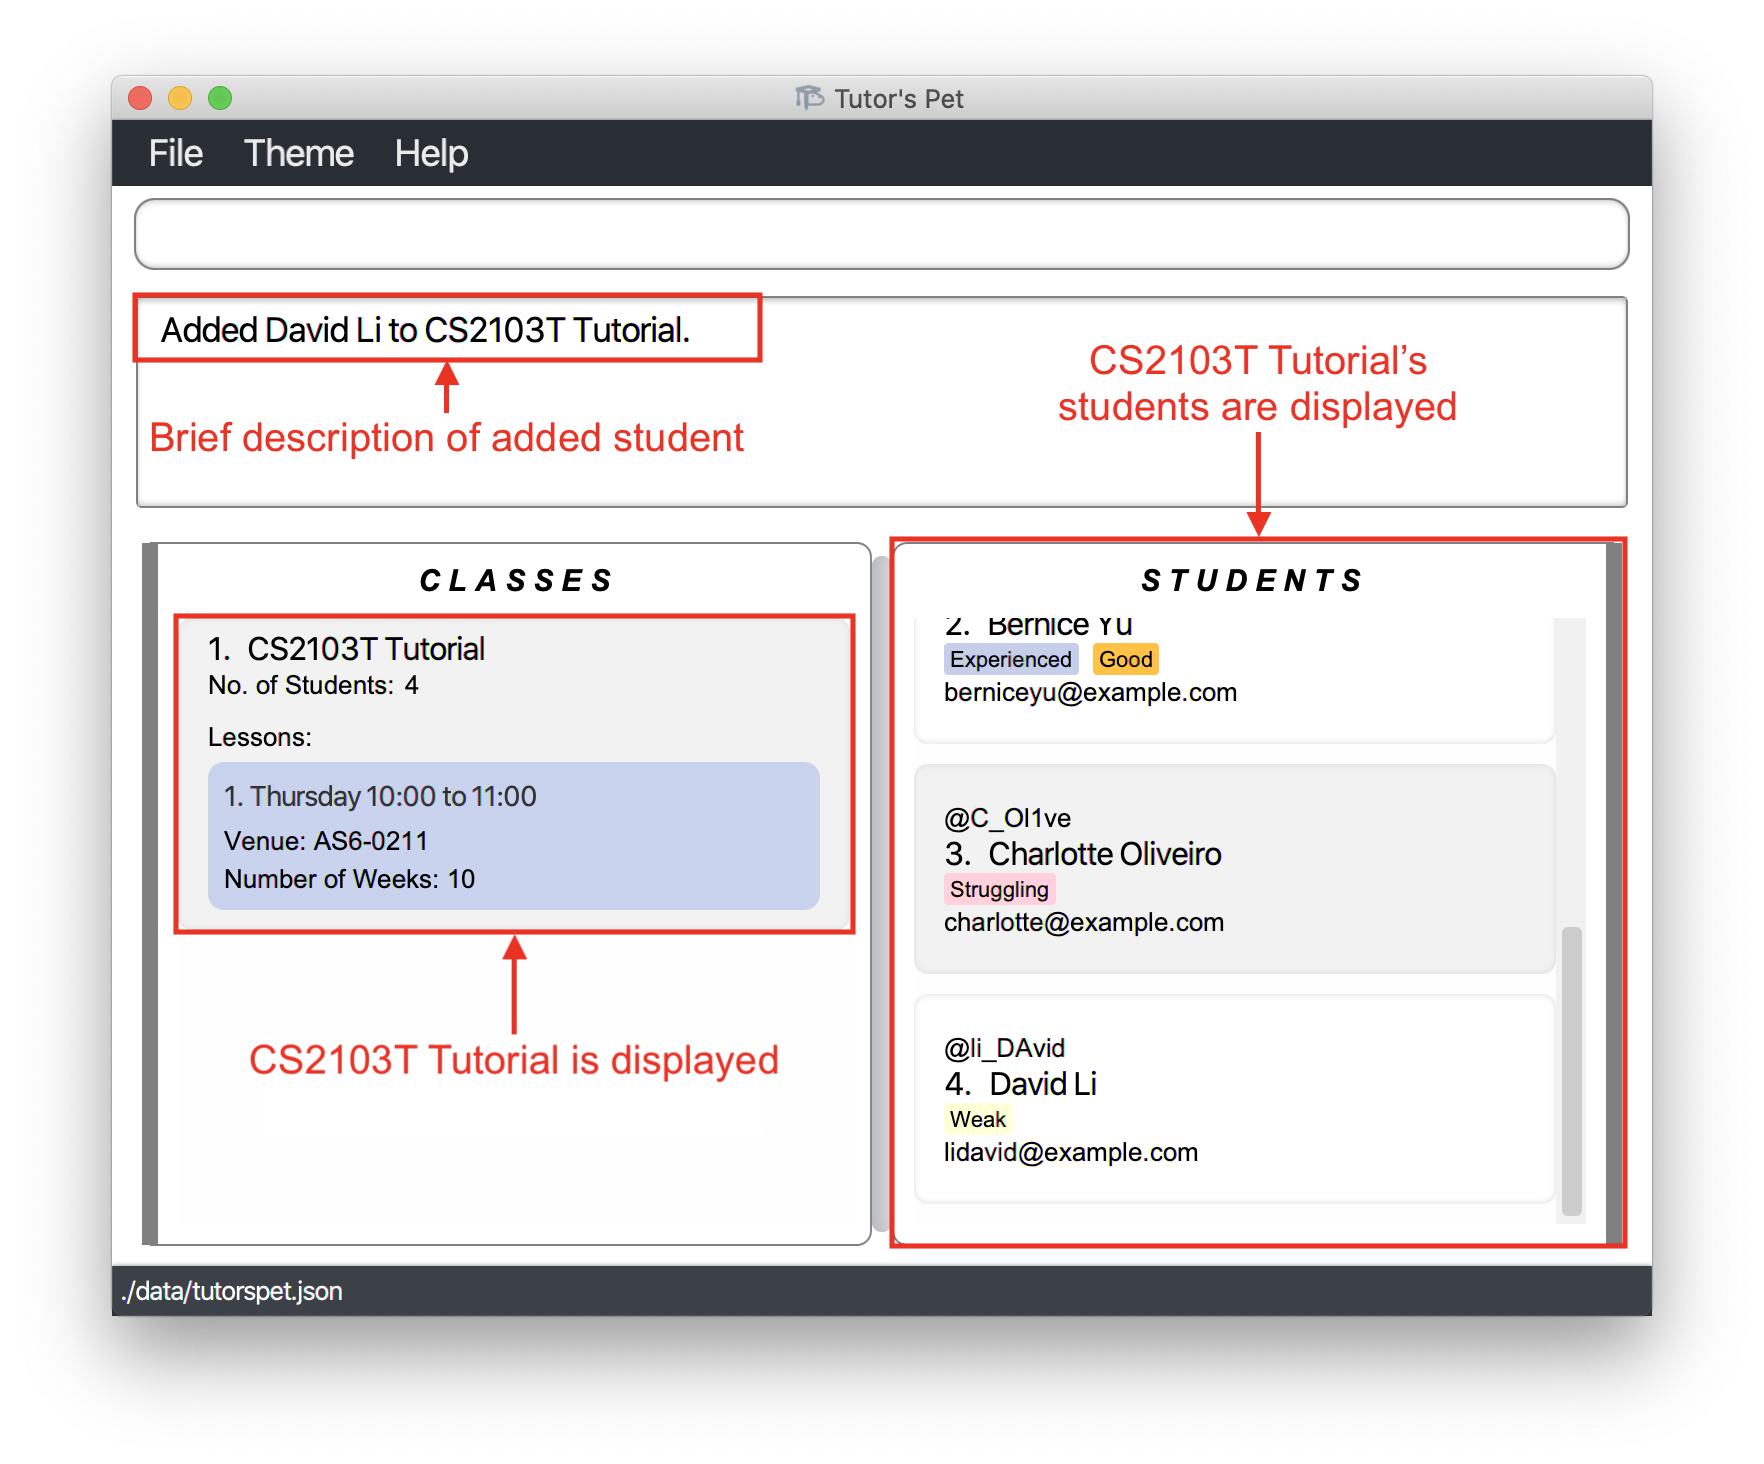 Tutor's Pet
File Theme Help
Added David Li to CS2103T Tutorial.
Brief description of added student
CS2103T Tutorial’s
students are displayed
CLASSES
1. CS2103T Tutorial
No. of Students: 4
Lessons:
1. Thursday 10:00 to 11:00
Venue: AS6-0211
Number of Weeks: 10
CS2103T Tutorial is displayed
STUDENTS
2. Bernice Yu
Experienced Good
berniceyu@example.com
@C_Ol1ve
3. Charlotte Oliveiro
Struggling
charlotte@example.com
@li_DAvid
4. David Li
Weak
lidavid@example.com
./data/tutorspet.json